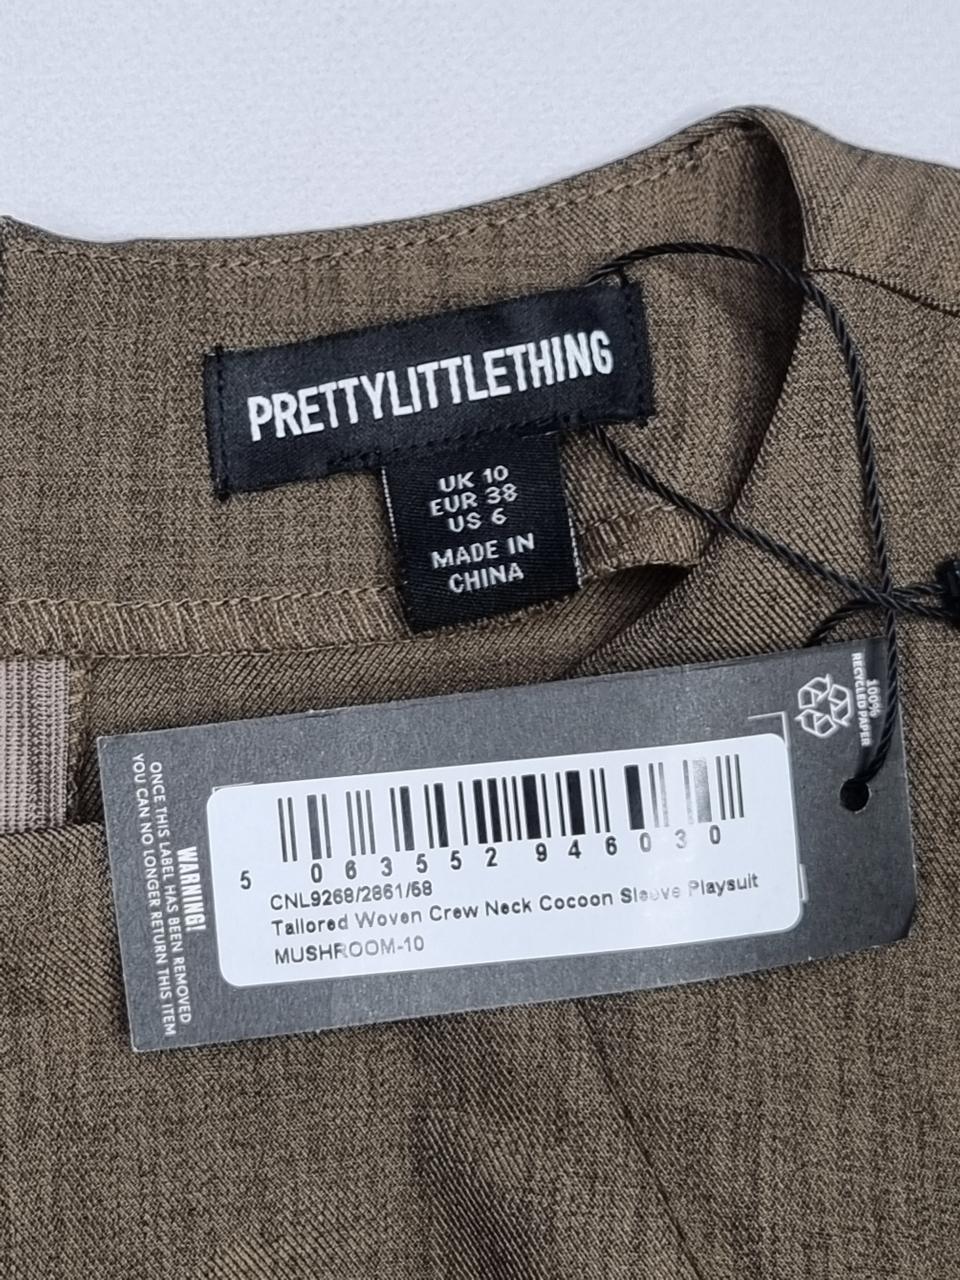 PRETTYLITTLETHING
UK 10
EUR 38
US 6
MADE IN
CHINA
100%
RECYCLED PAPER
WARNING!
ONCE THIS LABEL HAS BEEN REMOVED
YOU CAN NO LONGER RETURN THIS ITEM
5 063552 946030
CNL9268/2861/68
Tailored Woven Crew Neck Cocoon Sleeve Playsuit
MUSHROOM-10